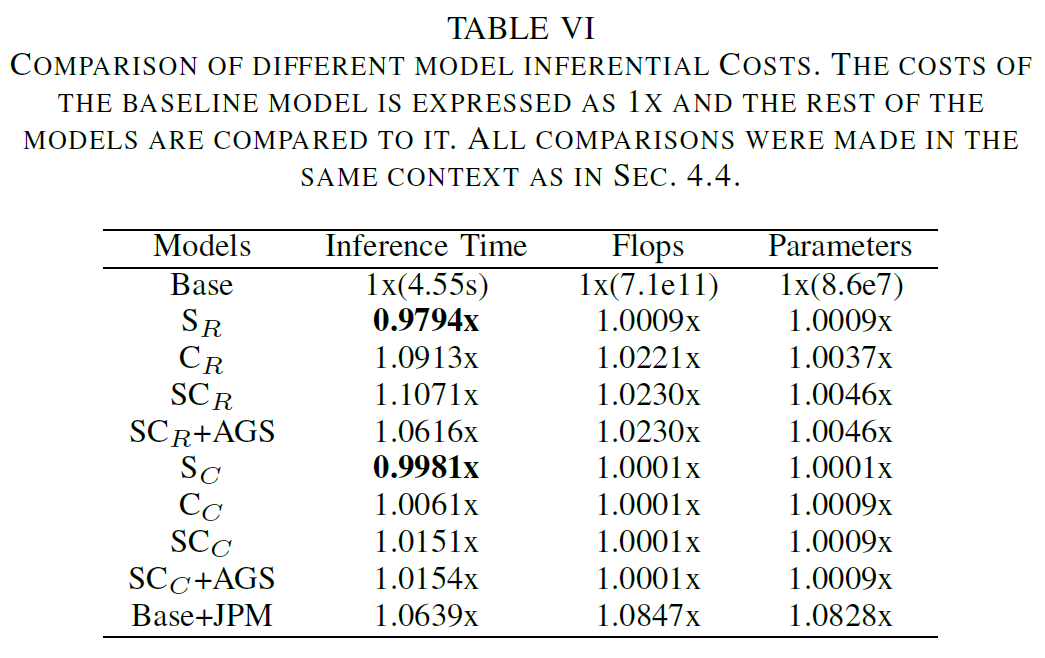 TABLE VI
COMPARISON OF DIFFERENT MODEL INFERENTIAL COSTS. THE COSTS OF
THE BASELINE MODEL IS EXPRESSED AS 1X AND THE REST OF THE
MODELS ARE COMPARED TO IT. ALL COMPARISONS WERE MADE IN THE
SAME CONTEXT AS IN SEC. 4.4.
Models Inference Time Flops Parameters
Base 1x(4.55s) 1x(7.1e11) 1x(8.6e7)
S_R 0.9794x 1.0009x 1.0009x
C_R 1.0913x 1.0221x 1.0037x
SC_R 1.1071x 1.0230x 1.0046x
SC_R+AGS 1.0616x 1.0230x 1.0046x
S_C 0.9981x 1.0001x 1.0001x
C_C 1.0061x 1.0001x 1.0009x
SC_C 1.0151x 1.0001x 1.0009x
SC_C+AGS 1.0154x 1.0001x 1.0009x
Base+JPM 1.0639x 1.0847x 1.0828x